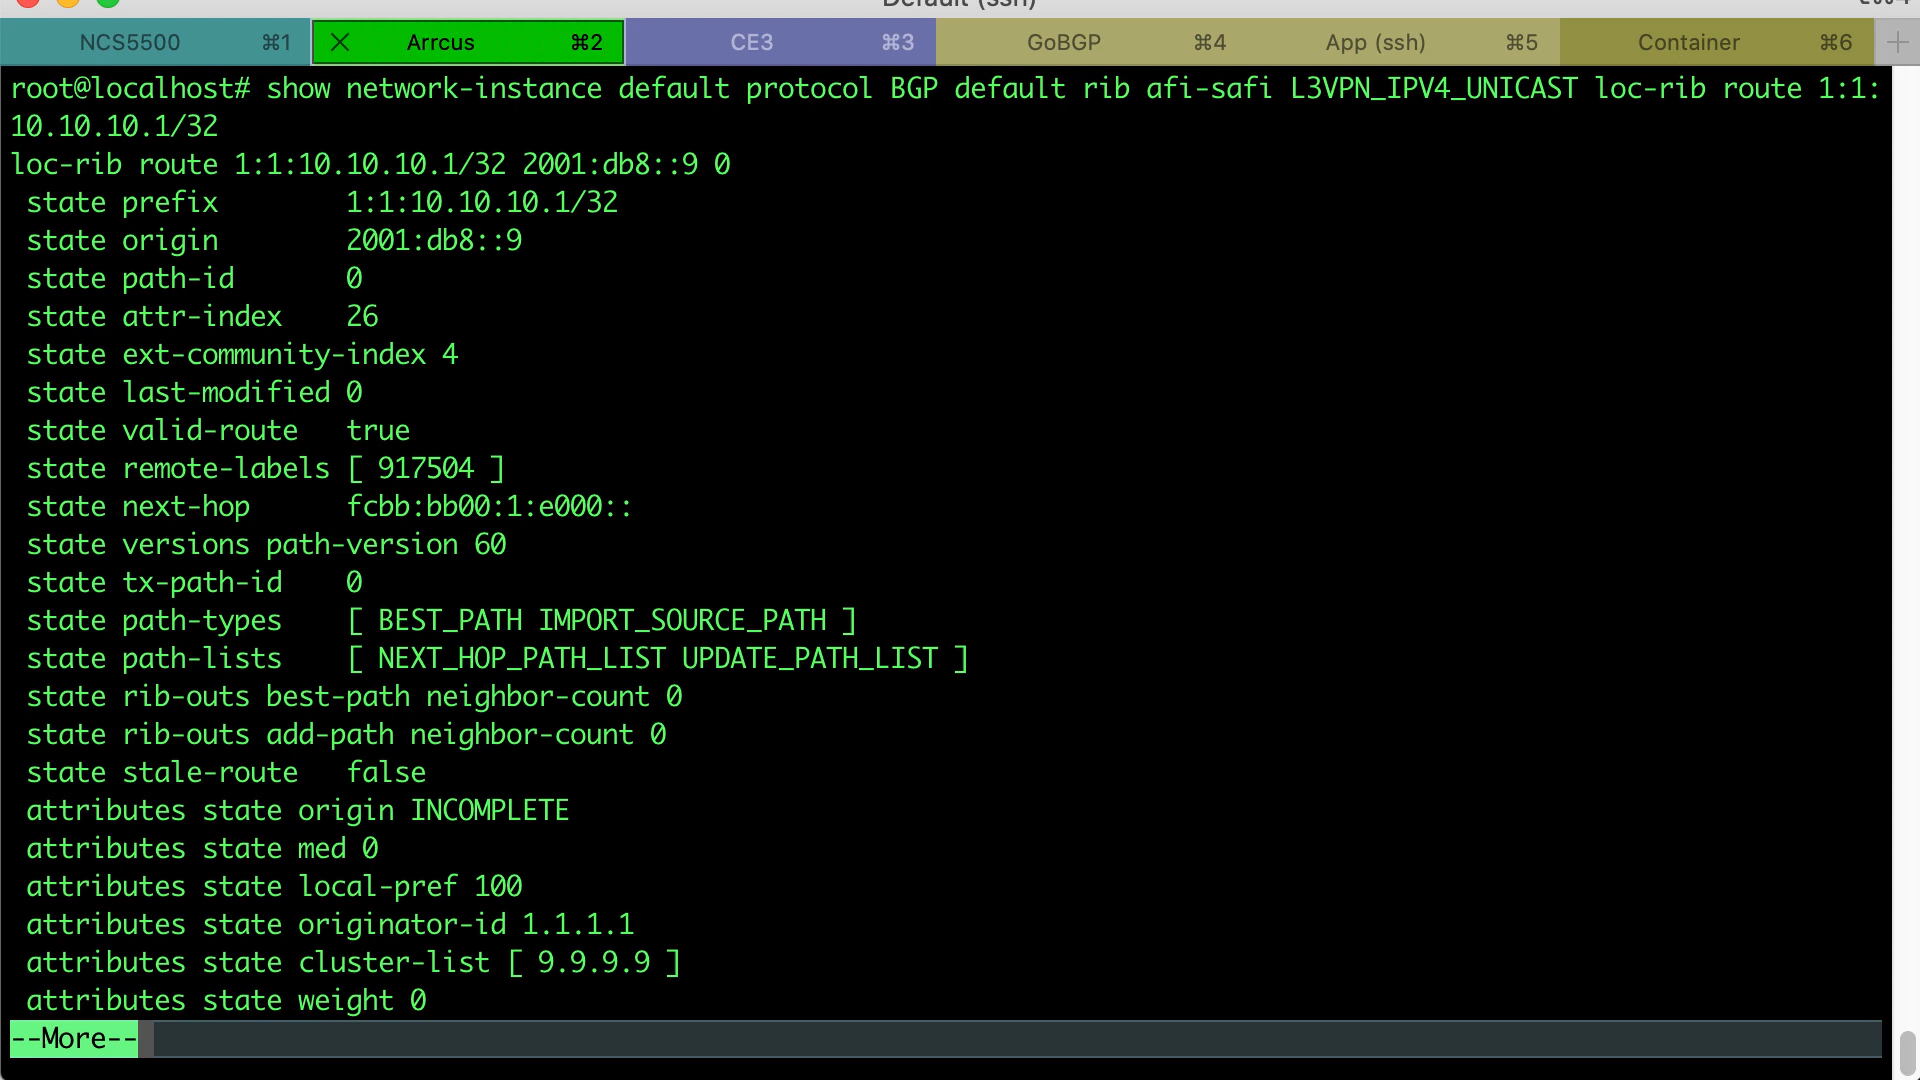 NCS5500 ⌘1 × Arrcus ⌘2 CE3 ⌘3 GoBGP ⌘4 App (ssh) ⌘5 Container ⌘6 +
root@localhost# show network-instance default protocol BGP default rib afi-safi L3VPN_IPV4_UNICAST loc-rib route 1:1:
10.10.10.1/32
loc-rib route 1:1:10.10.10.1/32 2001:db8::9 0
state prefix 1:1:10.10.10.1/32
state origin 2001:db8::9
state path-id 0
state attr-index 26
state ext-community-index 4
state last-modified 0
state valid-route true
state remote-labels [ 917504 ]
state next-hop fcbb:bb00:1:e000::
state versions path-version 60
state tx-path-id 0
state path-types [ BEST_PATH IMPORT_SOURCE_PATH ]
state path-lists [ NEXT_HOP_PATH_LIST UPDATE_PATH_LIST ]
state rib-outs best-path neighbor-count 0
state rib-outs add-path neighbor-count 0
state stale-route false
attributes state origin INCOMPLETE
attributes state med 0
attributes state local-pref 100
attributes state originator-id 1.1.1.1
attributes state cluster-list [ 9.9.9.9 ]
attributes state weight 0
--More--